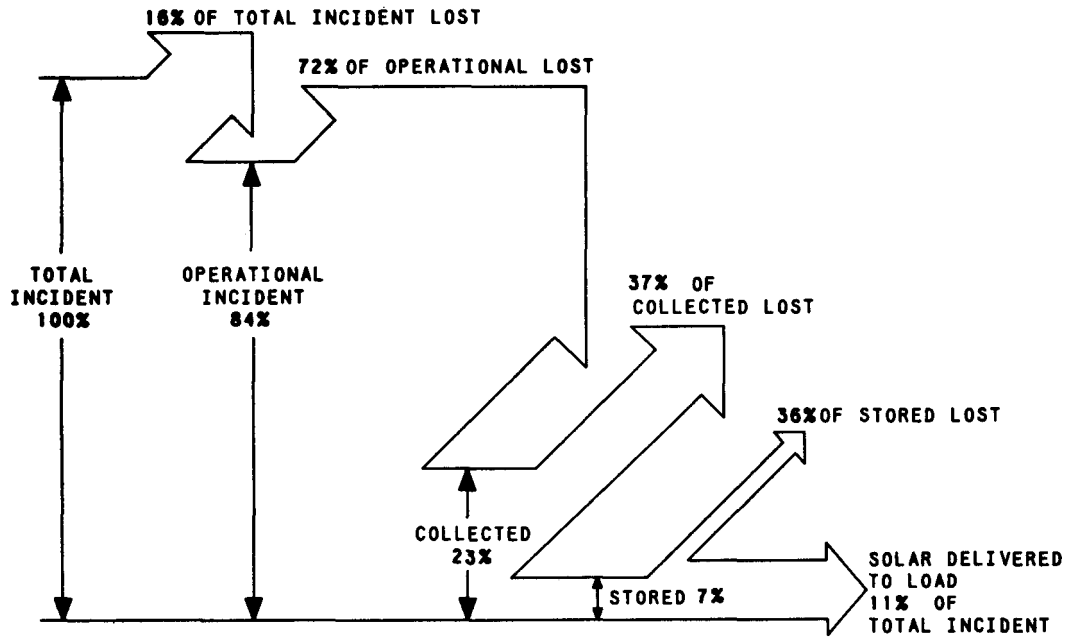 16% OF TOTAL INCIDENT LOST
72% OF OPERATIONAL LOST
TOTAL
INCIDENT
100%
OPERATIONAL
INCIDENT
84%
37% OF
COLLECTED LOST
36% OF STORED LOST
COLLECTED
23%
STORED 7%
SOLAR DELIVERED
TO LOAD
11% OF
TOTAL INCIDENT